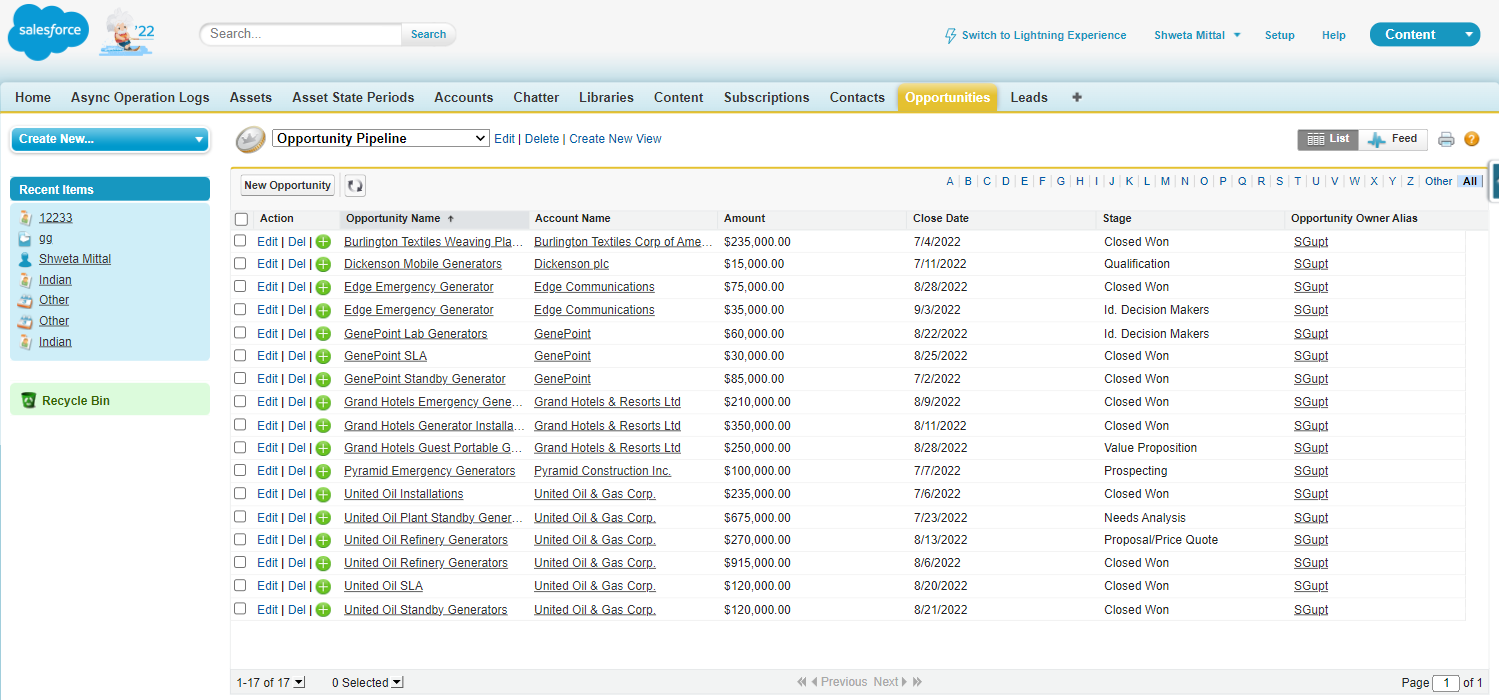 salesforce
'22
Search...
Search
Switch to Lightning Experience
Shweta Mittal
Setup
Help
Content
Home Async Operation Logs Assets Asset State Periods Accounts Chatter Libraries Content Subscriptions Contacts Opportunities Leads +
Create New...
Recent Items
12233
gg
Shweta Mittal
Indian
Other
Other
Indian
Recycle Bin
Opportunity Pipeline Edit | Delete | Create New View
List Feed ?
New Opportunity
A | B | C | D | E | F | G | H | I | J | K | L | M | N | O | P | Q | R | S | T | U | V | W | X | Y | Z | Other | All
Action Opportunity Name ↑ Account Name Amount Close Date Stage Opportunity Owner Alias
Edit | Del | Burlington Textiles Weaving Pla... Burlington Textiles Corp of Ame... $235,000.00 7/4/2022 Closed Won SGupt
Edit | Del | Dickenson Mobile Generators Dickenson plc $15,000.00 7/11/2022 Qualification SGupt
Edit | Del | Edge Emergency Generator Edge Communications $75,000.00 8/28/2022 Closed Won SGupt
Edit | Del | Edge Emergency Generator Edge Communications $35,000.00 9/3/2022 Id. Decision Makers SGupt
Edit | Del | GenePoint Lab Generators GenePoint $60,000.00 8/22/2022 Id. Decision Makers SGupt
Edit | Del | GenePoint SLA GenePoint $30,000.00 8/25/2022 Closed Won SGupt
Edit | Del | GenePoint Standby Generator GenePoint $85,000.00 7/2/2022 Closed Won SGupt
Edit | Del | Grand Hotels Emergency Gene... Grand Hotels & Resorts Ltd $210,000.00 8/9/2022 Closed Won SGupt
Edit | Del | Grand Hotels Generator Installa... Grand Hotels & Resorts Ltd $350,000.00 8/11/2022 Closed Won SGupt
Edit | Del | Grand Hotels Guest Portable G... Grand Hotels & Resorts Ltd $250,000.00 8/28/2022 Value Proposition SGupt
Edit | Del | Pyramid Emergency Generators Pyramid Construction Inc. $100,000.00 7/7/2022 Prospecting SGupt
Edit | Del | United Oil Installations United Oil & Gas Corp. $235,000.00 7/6/2022 Closed Won SGupt
Edit | Del | United Oil Plant Standby Gener... United Oil & Gas Corp. $675,000.00 7/23/2022 Needs Analysis SGupt
Edit | Del | United Oil Refinery Generators United Oil & Gas Corp. $270,000.00 8/13/2022 Proposal/Price Quote SGupt
Edit | Del | United Oil Refinery Generators United Oil & Gas Corp. $915,000.00 8/6/2022 Closed Won SGupt
Edit | Del | United Oil SLA United Oil & Gas Corp. $120,000.00 8/20/2022 Closed Won SGupt
Edit | Del | United Oil Standby Generators United Oil & Gas Corp. $120,000.00 8/21/2022 Closed Won SGupt
1-17 of 17 0 Selected Previous Next Page 1 of 1